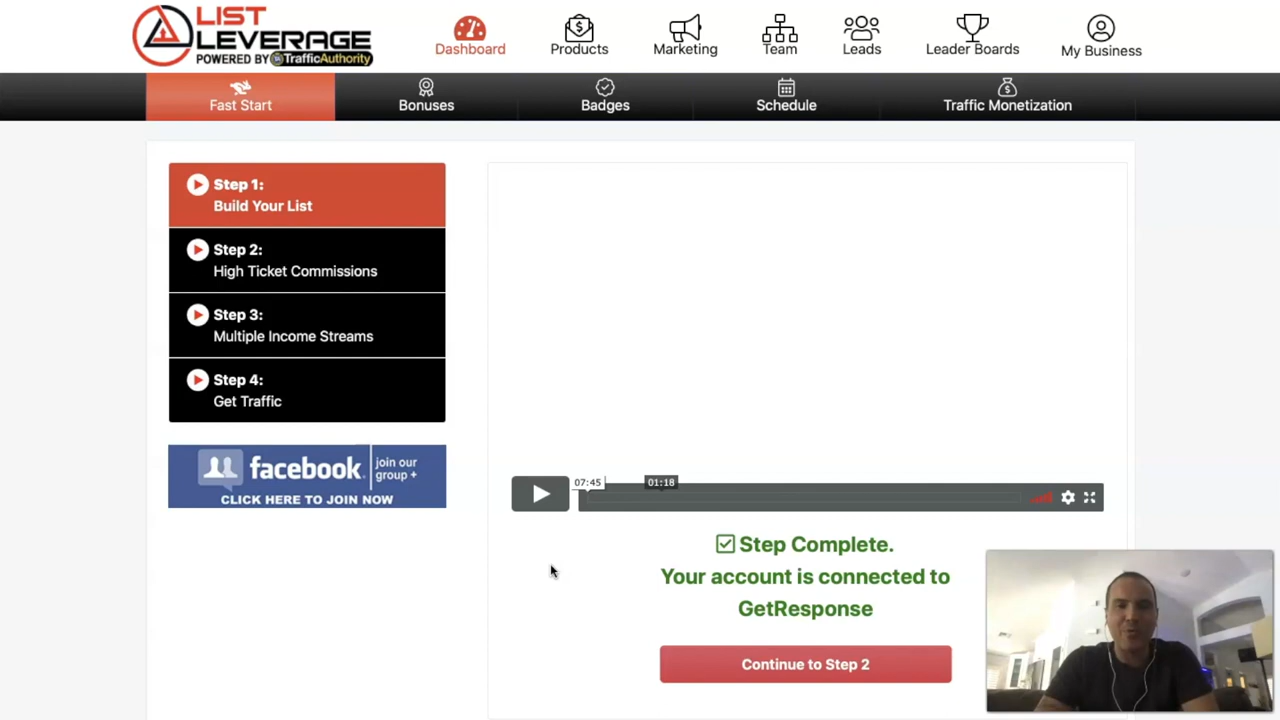 LIST
LEVERAGE
POWERED BY TrafficAuthority
Dashboard
Products
Marketing
Team
Leads
Leader Boards
My Business
Fast Start
Bonuses
Badges
Schedule
Traffic Monetization
Step 1:
Build Your List
Step 2:
High Ticket Commissions
Step 3:
Multiple Income Streams
Step 4:
Get Traffic
facebook.
join our
group +
CLICK HERE TO JOIN NOW
07:45
01:18
Step Complete.
Your account is connected to
GetResponse
Continue to Step 2